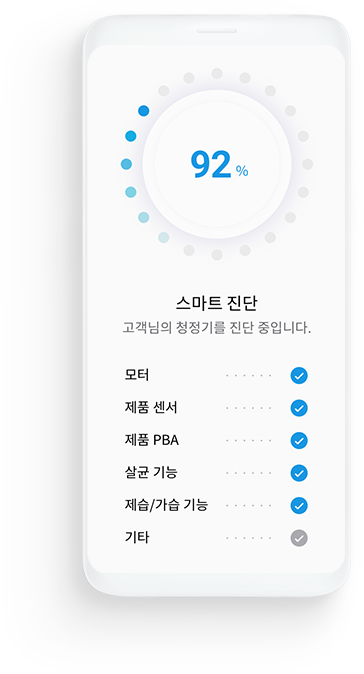 92 %
스마트 진단
고객님의 청정기를 진단 중입니다.
모터
제품 센서
제품 PBA
살균 기능
제습/가습 기능
기타